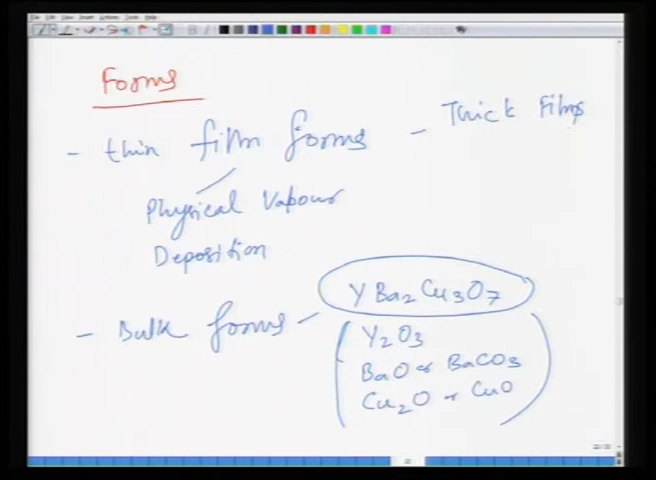 Forms
- thin film forms - Thick Films
Physical Vapour
Deposition
- Bulk forms - YBa2Cu3O7
Y2O3
BaO or BaCO3
Cu2O or CuO